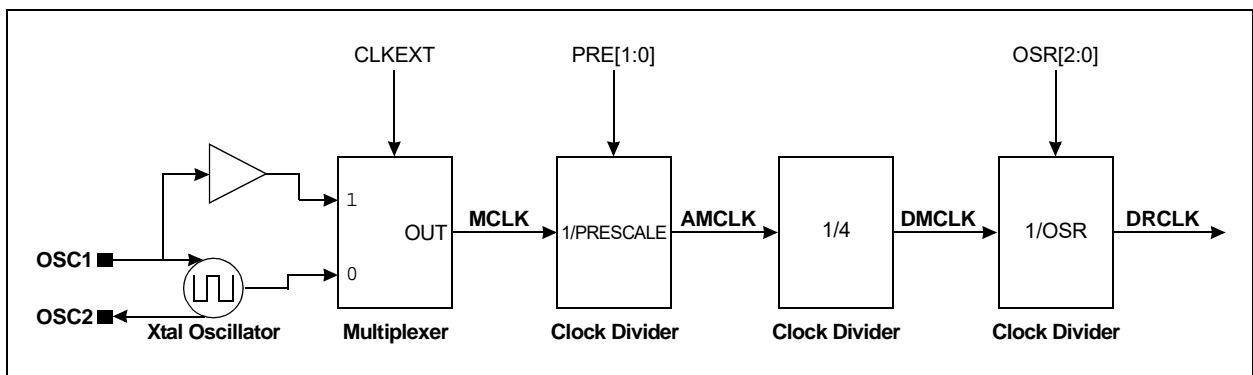 CLKEXT PRE[1:0] OSR[2:0]
1
OUT MCLK 1/PRESCALE AMCLK 1/4 DMCLK 1/OSR DRCLK
OSC1
0
OSC2
Xtal Oscillator Multiplexer Clock Divider Clock Divider Clock Divider